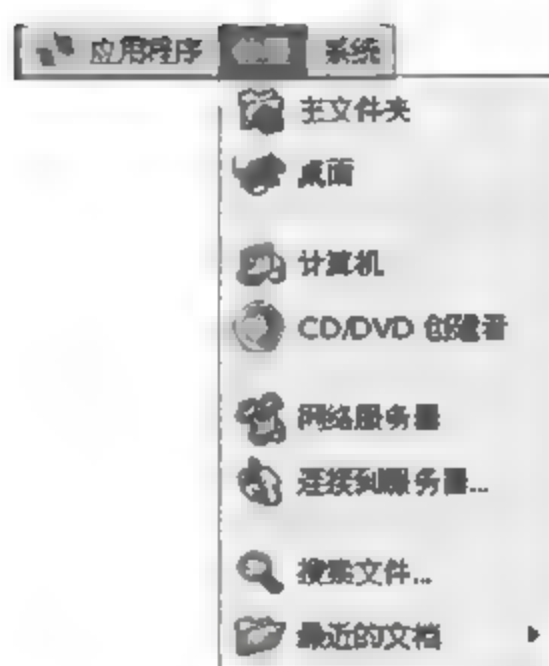 应用程序 系统
主文件夹
桌面
计算机
CD/DVD 创建者
网络服务器
连接到服务器...
搜索文件...
最近的文档